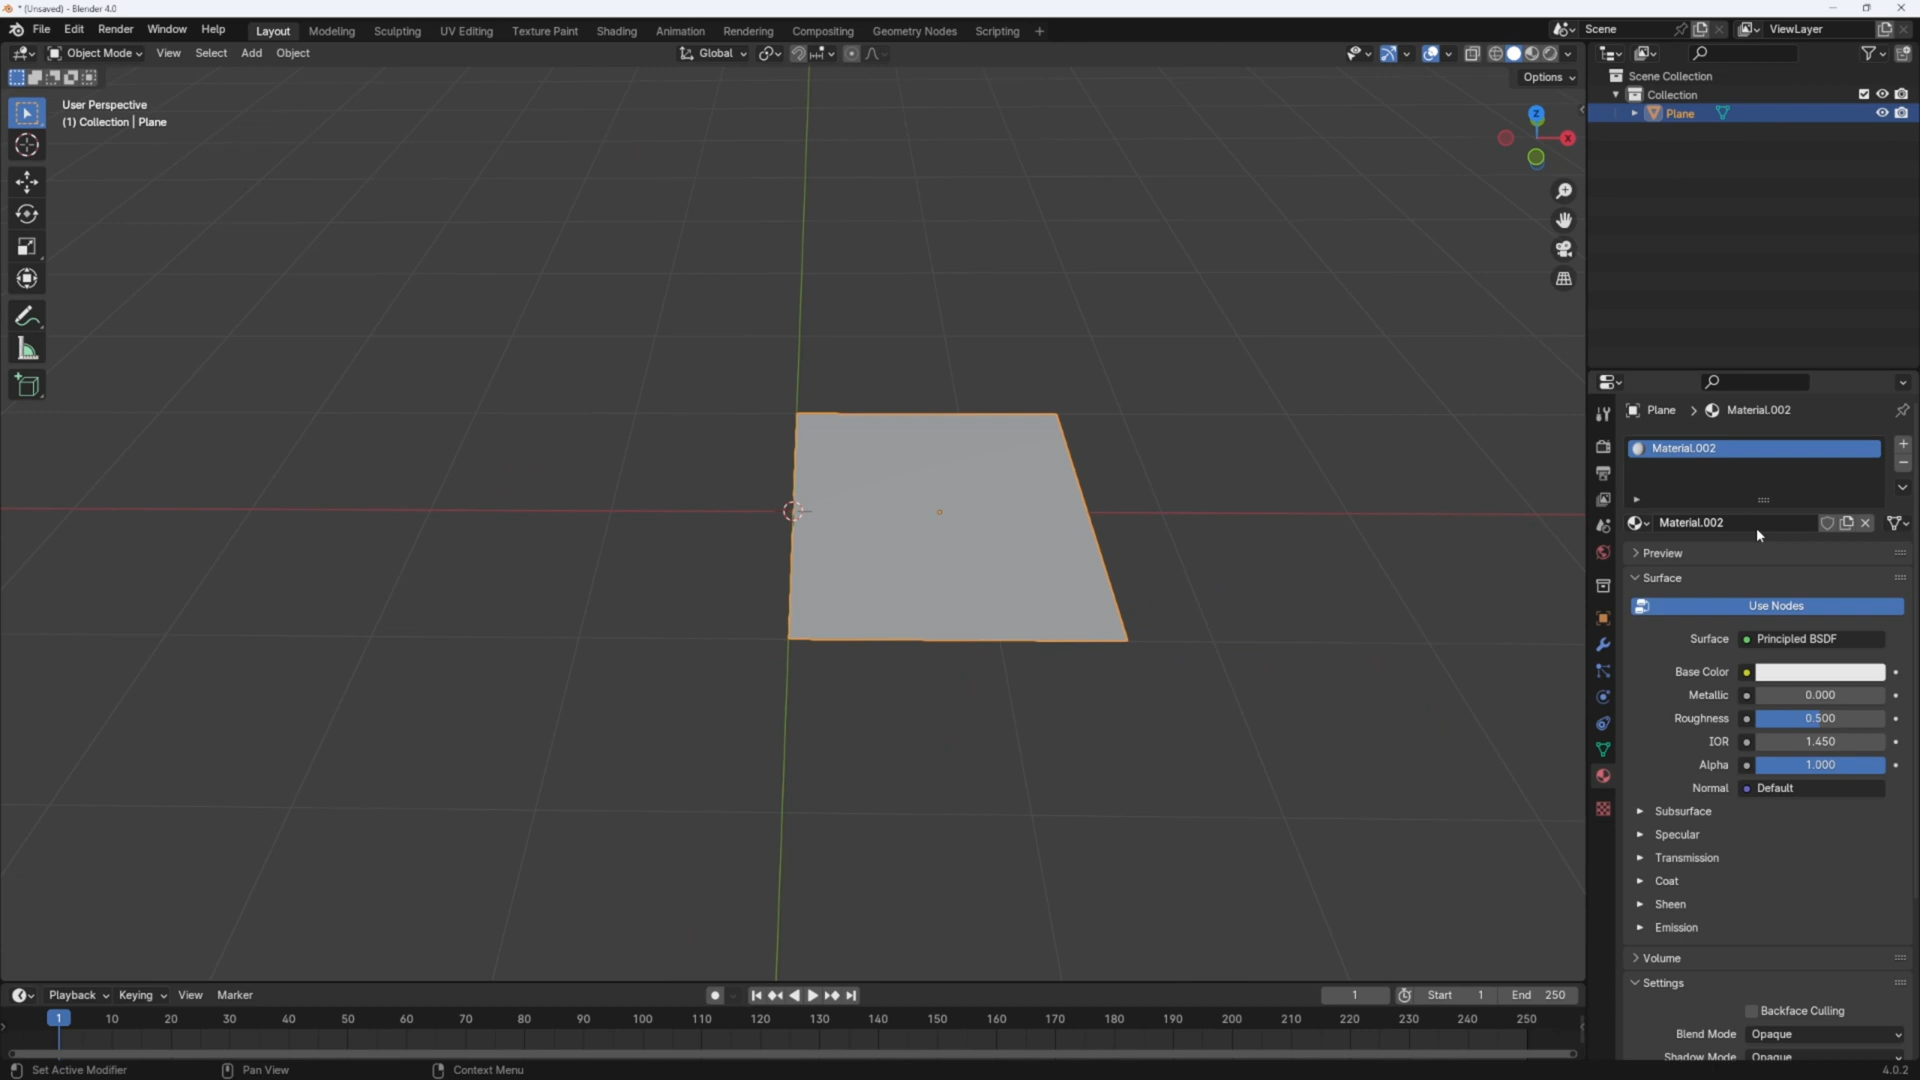 * (Unsaved) - Blender 4.0
File Edit Render Window Help Layout Modeling Sculpting UV Editing Texture Paint Shading Animation Rendering Compositing Geometry Nodes Scripting + Scene ViewLayer
Object Mode View Select Add Object Global
Options
User Perspective
(1) Collection | Plane
Z
X
Scene Collection
Collection
Plane
Plane > Material.002
Material.002
Material.002
Preview
Surface
Use Nodes
Surface Principled BSDF
Base Color
Metallic 0.000
Roughness 0.500
IOR 1.450
Alpha 1.000
Normal Default
Subsurface
Specular
Transmission
Coat
Sheen
Emission
Volume
Settings
Backface Culling
Blend Mode Opaque
Shadow Mode Opaque
Playback Keying View Marker 1 Start 1 End 250
1 10 20 30 40 50 60 70 80 90 100 110 120 130 140 150 160 170 180 190 200 210 220 230 240 250
Set Active Modifier Pan View Context Menu 4.0.2